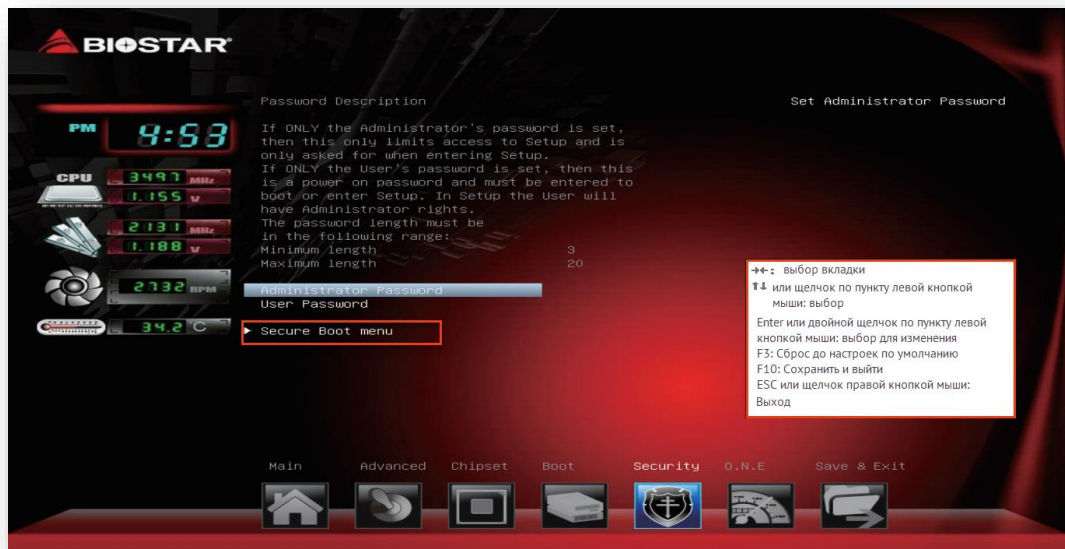 BIOSTAR
Password Description
Set Administrator Password
If ONLY the Administrator's password is set,
then this only limits access to Setup and is
only asked for when entering Setup.
If ONLY the User's password is set, then this
is a power on password and must be entered to
boot or enter Setup. In Setup the User will
have Administrator rights.
The password length must be
in the following range:
Minimum length 3
Maximum length 20
Administrator Password
User Password
Secure Boot menu
PM 4:53
CPU 3497 MHz
1.155 V
2131 MHz
1.188 V
2732 RPM
34.2 C
→←: выбор вкладки
↑↓ или щелчок по пункту левой кнопкой
мыши: выбор
Enter или двойной щелчок по пункту левой
кнопкой мыши: выбор для изменения
F3: Сброс до настроек по умолчанию
F10: Сохранить и выйти
ESC или щелчок правой кнопкой мыши:
Выход
Main Advanced Chipset Boot Security O.N.E Save & Exit